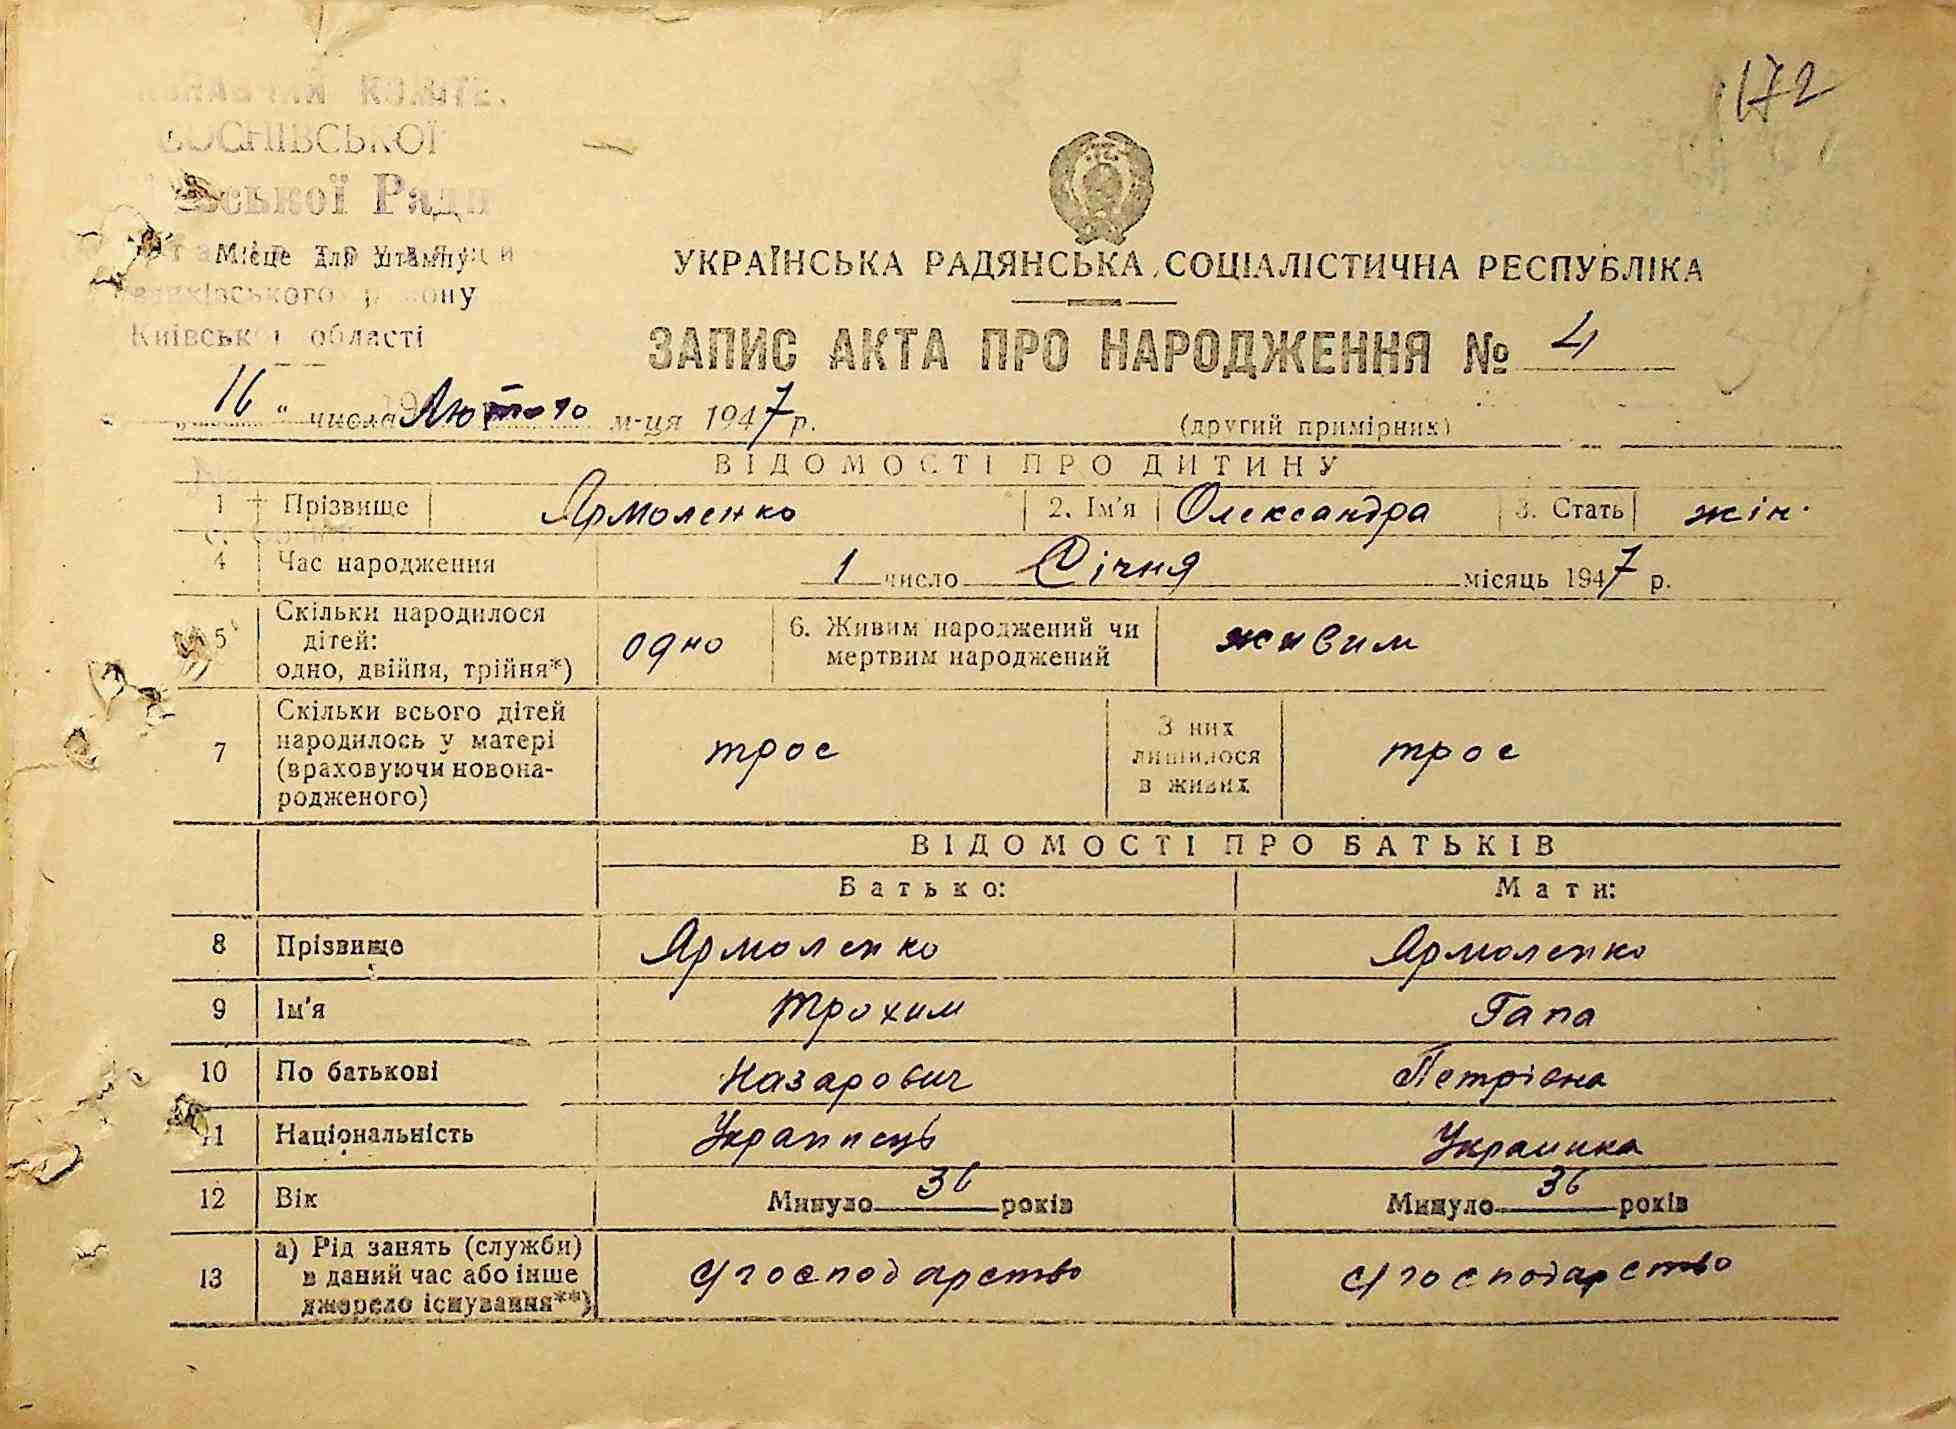 172
КОМІТЕ
СОСНІВСЬКОЇ
ської Ради
Місце для штампу
району
Київської області
УКРАЇНСЬКА РАДЯНСЬКА СОЦІАЛІСТИЧНА РЕСПУБЛІКА
ЗАПИС АКТА ПРО НАРОДЖЕННЯ № 4
„16“ числа Лютого м-ця 1947 р. (другий примірник)
ВІДОМОСТІ ПРО ДИТИНУ
1 Прізвище Ярмоленко 2. Ім'я Олександра 3. Стать жін.
4 Час народження 1 число Січня місяць 1947 р.
5 Скільки народилося дітей: одно, двійня, трійня*) одно 6. Живим народжений чи мертвим народжений живим
7 Скільки всього дітей народилось у матері (враховуючи новонародженого) троє З них лишилося в живих троє
ВІДОМОСТІ ПРО БАТЬКІВ
Батько: Мати:
8 Прізвище Ярмоленко Ярмоленко
9 Ім'я Трохим Гапа
10 По батькові Назарович Петрівна
11 Національність Українець Украинка
12 Вік Минуло 36 років Минуло 36 років
13 а) Рід занять (служби) в даний час або інше джерело існування**) с/господарство с/господарство